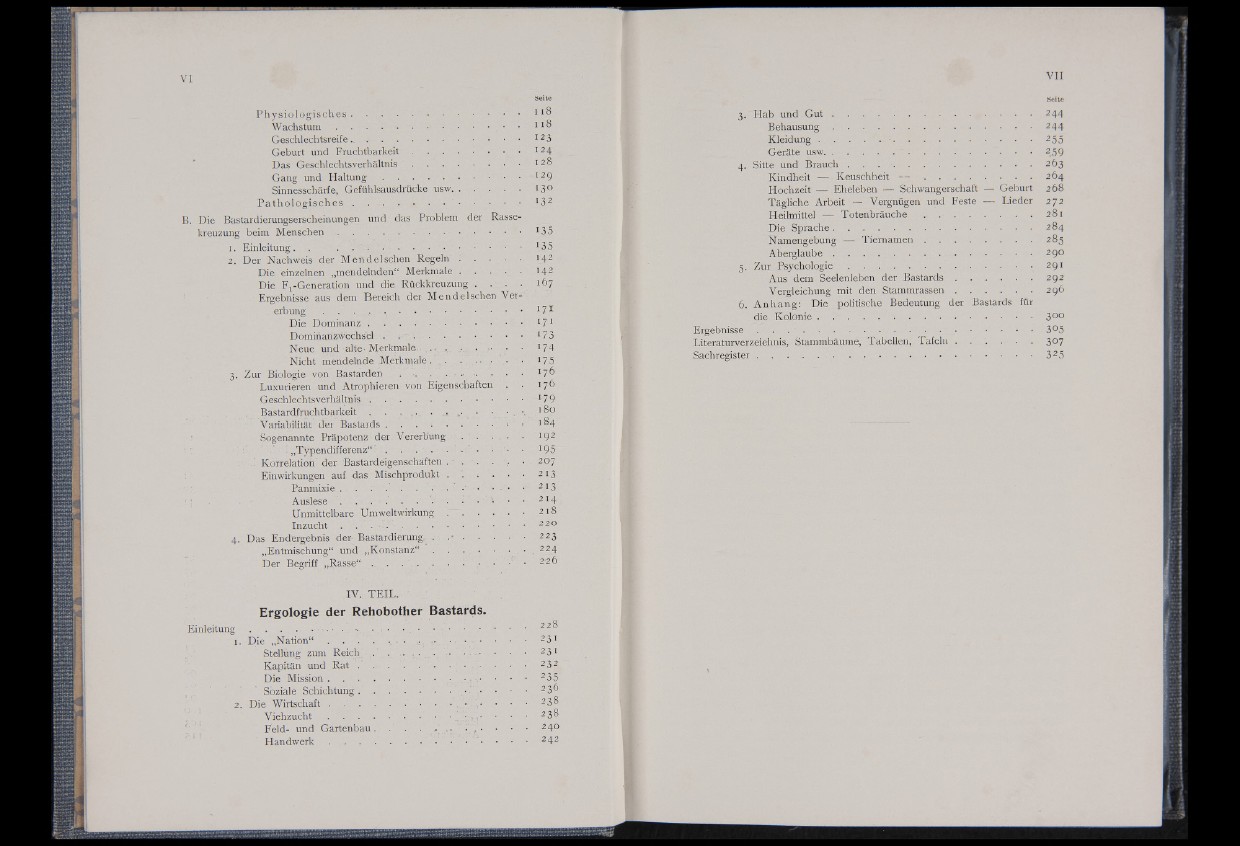 VI
Seite
Physiologisches . . . . . . . . . . . . 118
Wachstum . . . . . . . . . . . . . 118
Geschlechtsreife . . . . . . . . . . . . 123
Geburt und Fruchtbarkeit . . . . . . . . 124
Das Geschlechtsverhältnis . . . . . . . . 128
Gang und Haltung . . . . . . . . . . 129
Sinnesschärfe, Gefühlsausdrücke usw. . . . . . 130
Pathologisches . . . . . . . . . . . . 132
B. Die Bastardierungserscheinungen und das Problem der Rasse-
kreuzung beim Menschen . . . . . . . . . . . . . 135
1. Einleitung . . . . . . . . . . . . . . . 135
2. Der Nachweis der Mendelschen Regeln . . . . . 142
Die einzelnen „mendelnden“ Merkmale . . . . . 142
Die F₁-Generation und die Rückkreuzung . . . . 167
Ergebnisse aus dem Bereich der Mendelschen Ver-
erbung . . . . . . . . . . . . . . 171
Die Dominanz . . . . . . . . . . . 171
Dominanzwechsel . . . . . . . . . . 173
Neue und alte Merkmale . . . . . . . . 174
Nicht mendelnde Merkmale . . . . . . . 175
3. Zur Biologie von Bastarden . . . . . . . . . 176
Luxurieren und Atrophieren von Eigenschaften . . 176
Geschlechtsverhältnis . . . . . . . . . . . 179
Bastardfruchtbarkeit . . . . . . . . . . . 180
Variabilität der Bastards . . . . . . . . . . 184
Sogenannte Präpotenz der Vererbung . . . . . 192
„Typendifferenz“ . . . . . . . . . . 195
Korrelation der Bastardeigenschaften . . . . . . 207
Einwirkungen auf das Mischprodukt . . . . . . 213
Panmixie . . . . . . . . . . . . . 213
Auslese . . . . . . . . . . . . . 214
Unmittelbare Umweltwirkung . . . . . . 218
Inzucht . . . . . . . . . . . . . 220
4. Das Endergebnis der Bastardierung . . . . . . . 223
„Entmischung“ und „Konstanz“ . . . . . . . 224
Der Begriff „Rasse“ . . . . . . . . . . . 226
IV. TEIL.
Ergologie der Rehobother Bastards.
Einleitung . . . . . . . . . . . . . . . . . . . 228
1. Die „Nation“ . . . . . . . . . . . . . . 231
Stellung zum Reich . . . . . . . . . . . 231
Kapitän und Rat . . . . . . . . . . . . 232
Die Mission . . . . . . . . . . . . . . 235
Soziale Schichtung . . . . . . . . . . . . 236
2. Die Wirtschaft . . . . . . . . . . . . . . 238
Viehzucht . . . . . . . . . . . . . . 238
Feld- und Gartenbau . . . . . . . . . . . 240
Handwerk . . . . . . . . . . . . . . 242
VII
Seite
3. Hab und Gut . . . . . . . . . . . . . . 244
Behausung . . . . . . . . . . . . . . 244
Kleidung . . . . . . . . . . . . . . . 255
Geräte usw. . . . . . . . . . . . . . . 259
4. Sitte und Brauch . . . . . . . . . . . . . 263
Kindheit — Keuschheit — . . . . . . . . 264
Hochzeit — Eheleben — Schwangerschaft — Geburt 268
Tägliche Arbeit — Vergnügen und Feste — Lieder 272
Heilmittel — Totenbräuche . . . . . . . . 281
Die Sprache . . . . . . . . . . . . . . 284
Namengebung — Tiernamen . . . . . . . . 285
Aberglaube . . . . . . . . . . . . . . 290
5. Zur Psychologie . . . . . . . . . . . . . 291
Aus dem Seelenleben der Bastards . . . . . . 292
Vergleichung mit den Stammrassen . . . . . . 296
6. Anhang: Die politische Bedeutung der Bastards für
die Kolonie . . . . . . . . . . . . . . . 300
Ergebnisse . . . . . . . . . . . . . . . . . . . 305
Literaturverzeichnis, Stammbäume, Tabellen, Tafeln . . . . . . 307
Sachregister . . . . . . . . . . . . . . . . . . . 325